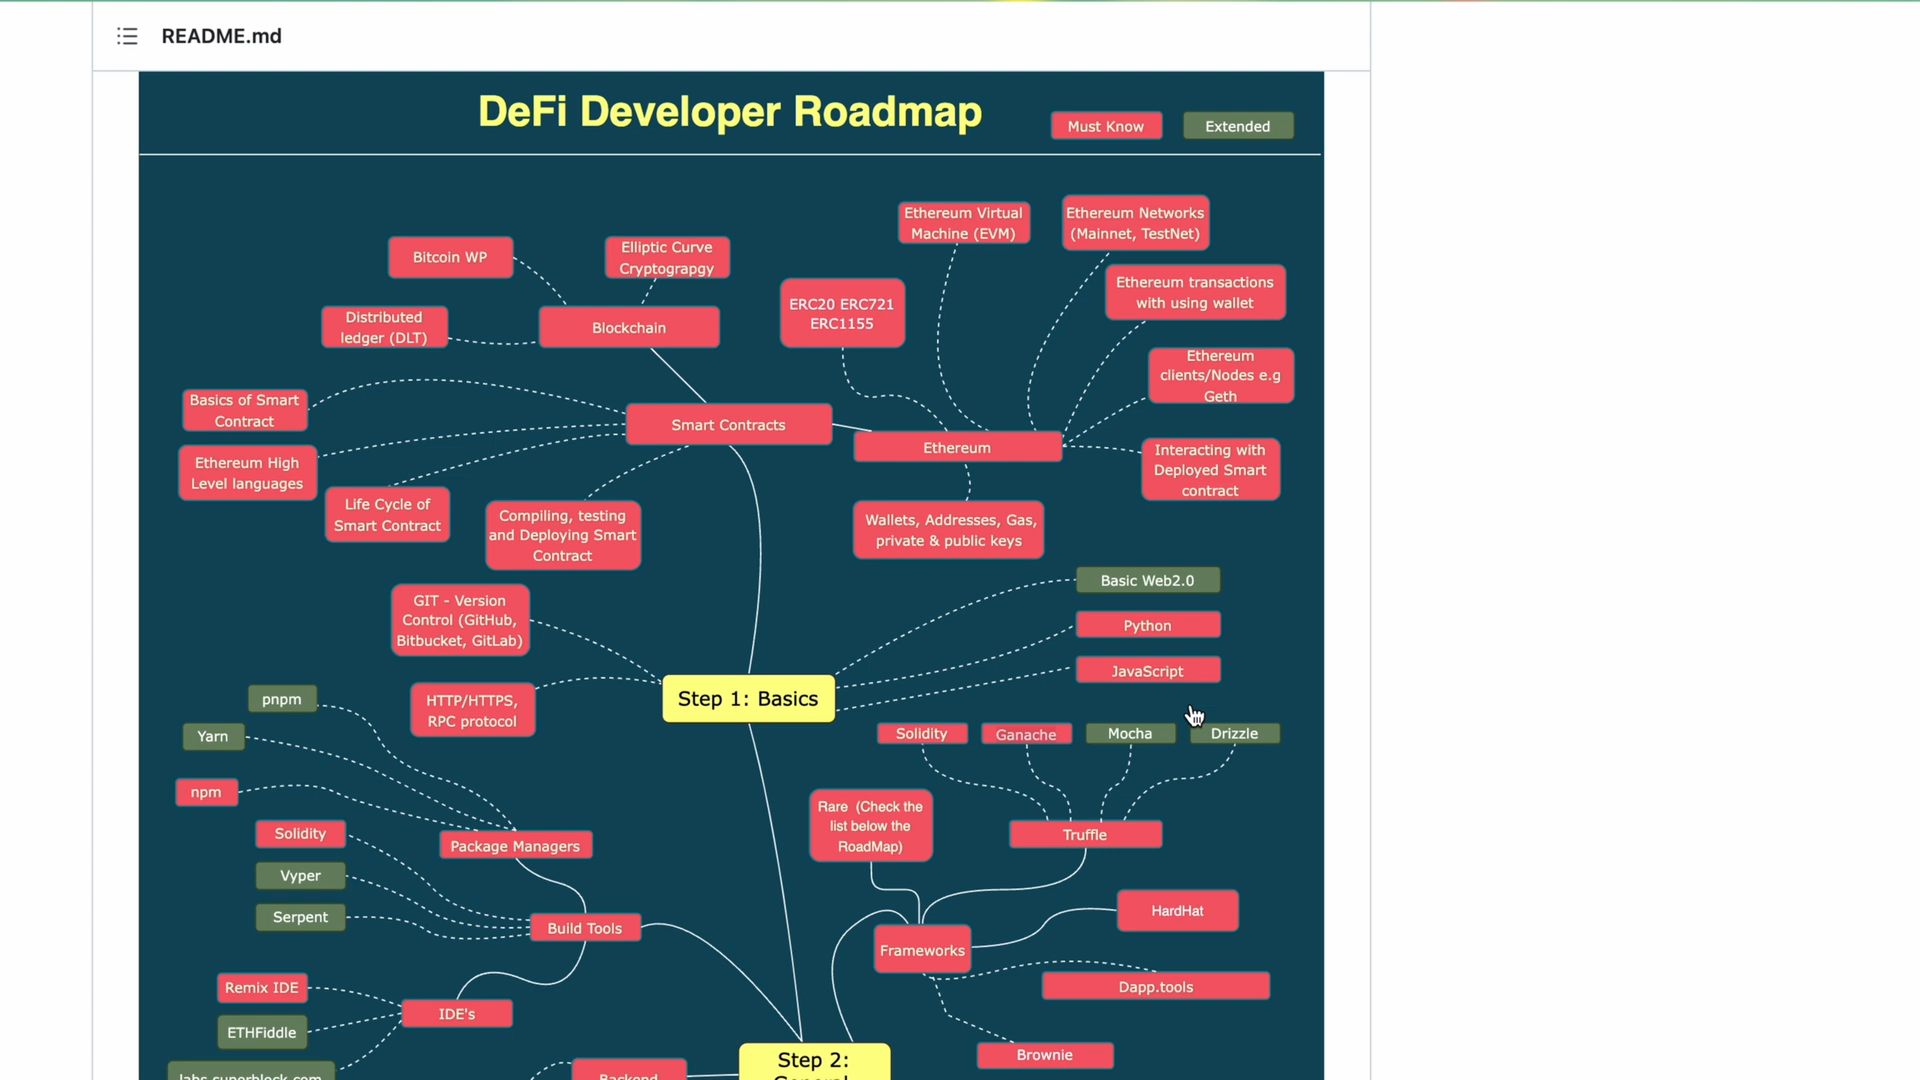 README.md
DeFi Developer Roadmap
Must Know
Extended
Ethereum Virtual
Machine (EVM)
Ethereum Networks
(Mainnet, TestNet)
Bitcoin WP
Elliptic Curve
Cryptograpgy
Ethereum transactions
with using wallet
ERC20 ERC721
ERC1155
Distributed
ledger (DLT)
Blockchain
Ethereum
clients/Nodes e.g
Geth
Basics of Smart
Contract
Smart Contracts
Ethereum
Interacting with
Deployed Smart
contract
Ethereum High
Level languages
Life Cycle of
Smart Contract
Compiling, testing
and Deploying Smart
Contract
Wallets, Addresses, Gas,
private & public keys
Basic Web2.0
GIT - Version
Control (GitHub,
Bitbucket, GitLab)
Python
JavaScript
Step 1: Basics
HTTP/HTTPS,
RPC protocol
pnpm
Yarn
npm
Solidity
Ganache
Mocha
Drizzle
Rare (Check the
list below the
RoadMap)
Truffle
Solidity
Package Managers
Vyper
Serpent
Build Tools
HardHat
Frameworks
Remix IDE
Dapp.tools
IDE's
ETHFiddle
Brownie
labs.superblock.com
Backend
Step 2:
General